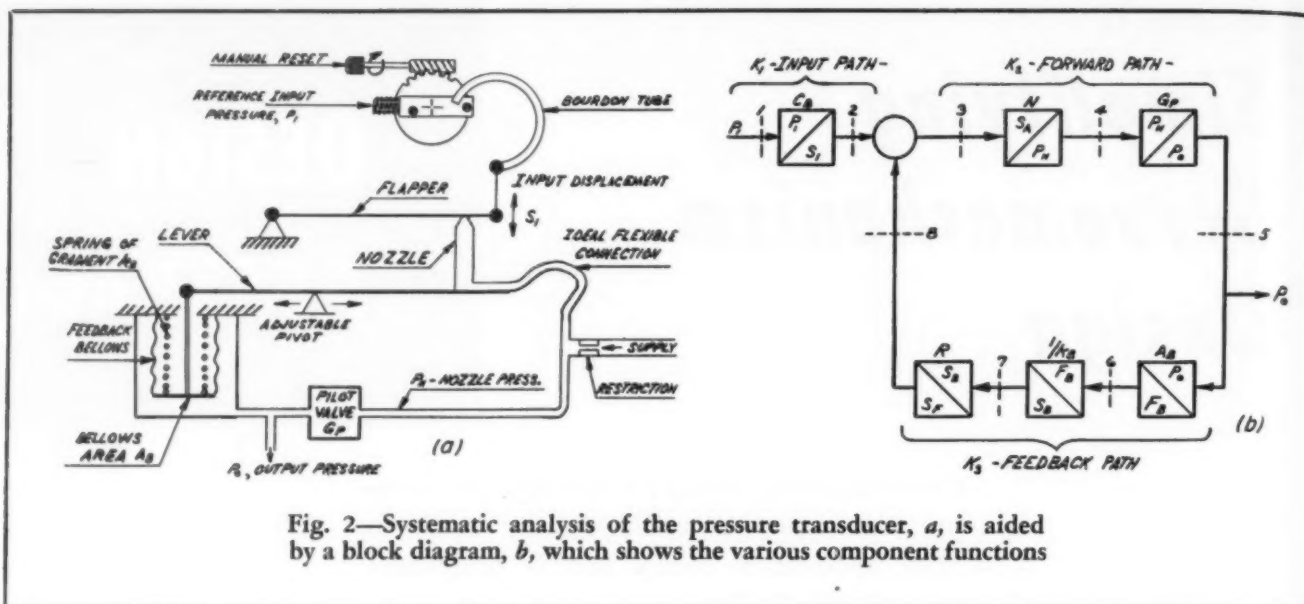 MANUAL RESET
REFERENCE INPUT
PRESSURE, P₁
BOURDON TUBE
INPUT DISPLACEMENT
S₁
FLAPPER
LEVER
NOZZLE
IDEAL FLEXIBLE
CONNECTION
SPRING OF
GRADIENT kB
FEEDBACK
BELLOWS
ADJUSTABLE
PIVOT
SUPPLY
RESTRICTION
PILOT
VALVE
GP
PN - NOZZLE PRESS.
BELLOWS
AREA AB
P₀, OUTPUT PRESSURE
(a)
K₁-INPUT PATH-
K₂-FORWARD PATH-
P₁
1
CB
P₁
S₁
2
3
N
SA
PN
4
GP
PN
P₀
5
P₀
8
R
SB
SF
7
1/kB
FB
SB
6
AB
P₀
FB
(b)
K₃-FEEDBACK PATH
Fig. 2—Systematic analysis of the pressure transducer, a, is aided
by a block diagram, b, which shows the various component functions